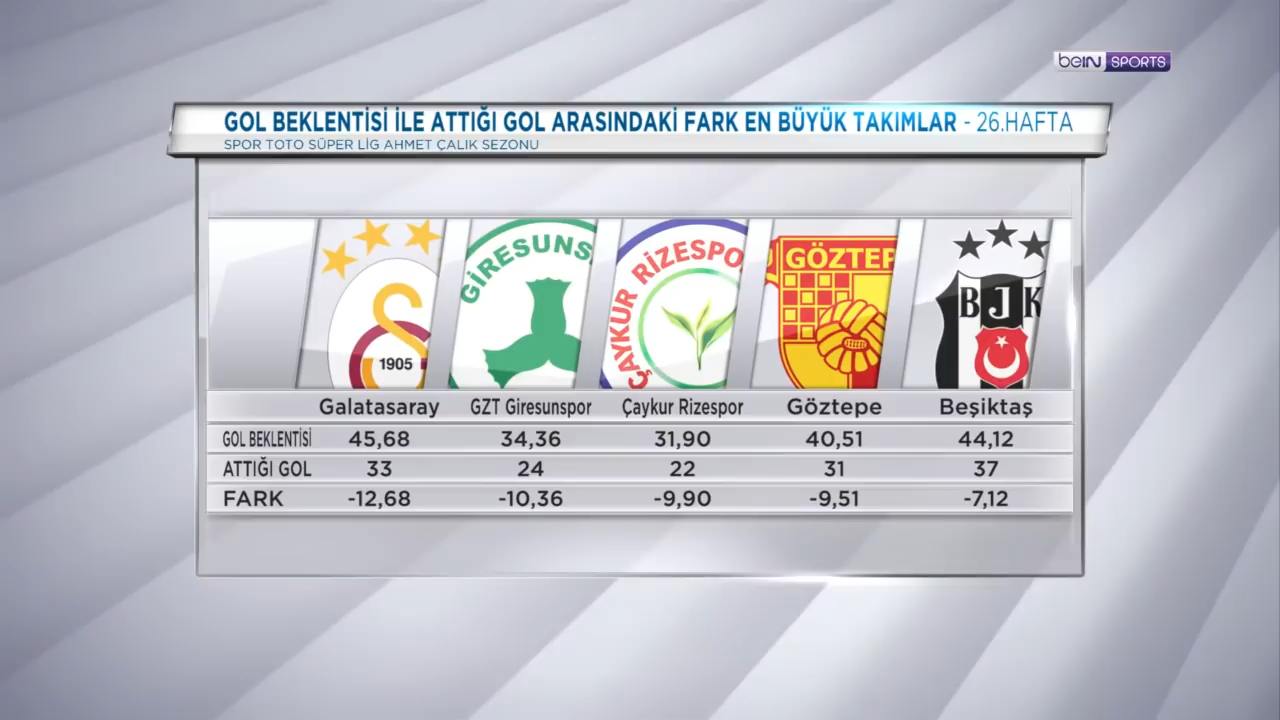 beIN SPORTS
GOL BEKLENTİSİ İLE ATTIĞI GOL ARASINDAKİ FARK EN BÜYÜK TAKIMLAR - 26.HAFTA
SPOR TOTO SÜPER LİG AHMET ÇALIK SEZONU
1905
GİRESUNS
ÇAYKUR RİZESPO
GÖZTEP
BJK
Galatasaray GZT Giresunspor Çaykur Rizespor Göztepe Beşiktaş
GOL BEKLENTİSİ 45,68 34,36 31,90 40,51 44,12
ATTIĞI GOL 33 24 22 31 37
FARK -12,68 -10,36 -9,90 -9,51 -7,12